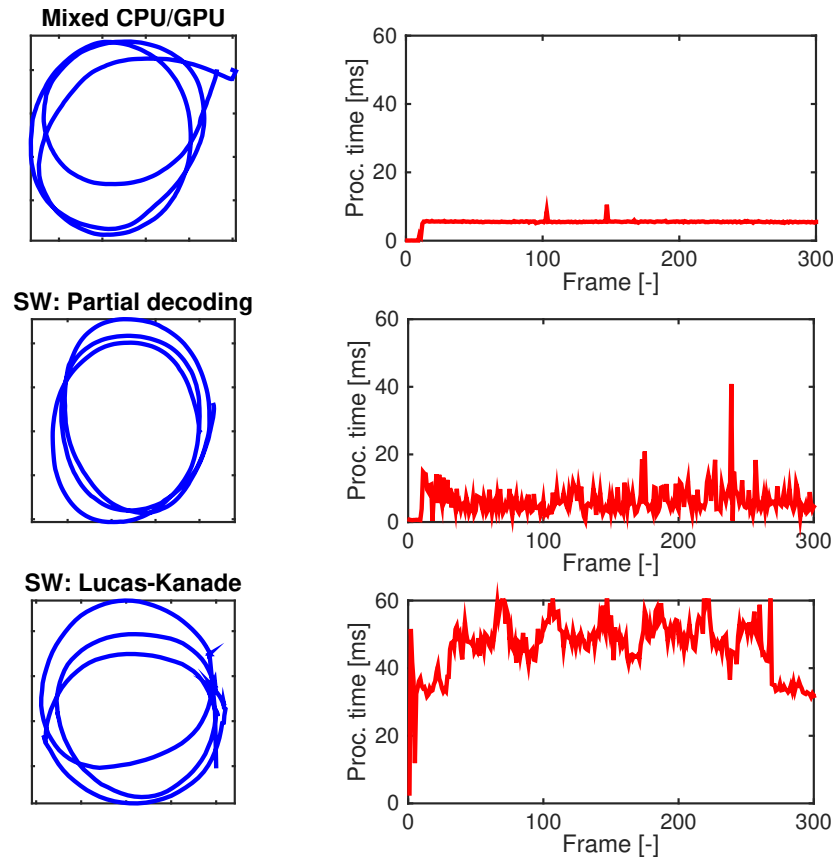 Mixed CPU/GPU
60
40
20
0
Proc. time [ms]
0 100 200 300
Frame [-]
SW: Partial decoding
60
40
20
0
Proc. time [ms]
0 100 200 300
Frame [-]
SW: Lucas-Kanade
60
40
20
0
Proc. time [ms]
0 100 200 300
Frame [-]